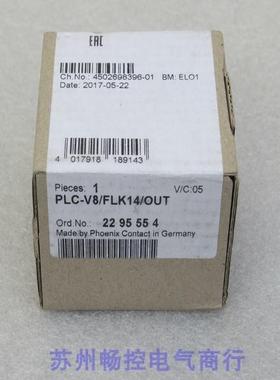 EAC
Ch.No.: 4502698396-01 BM: ELO1
Date: 2017-05-22
4 017918 189143
Pieces: 1 V/C:05
PLC-V8/FLK14/OUT
Ord.No.: 22 95 55 4
Made by Phoenix Contact in Germany
苏州畅控电气商行